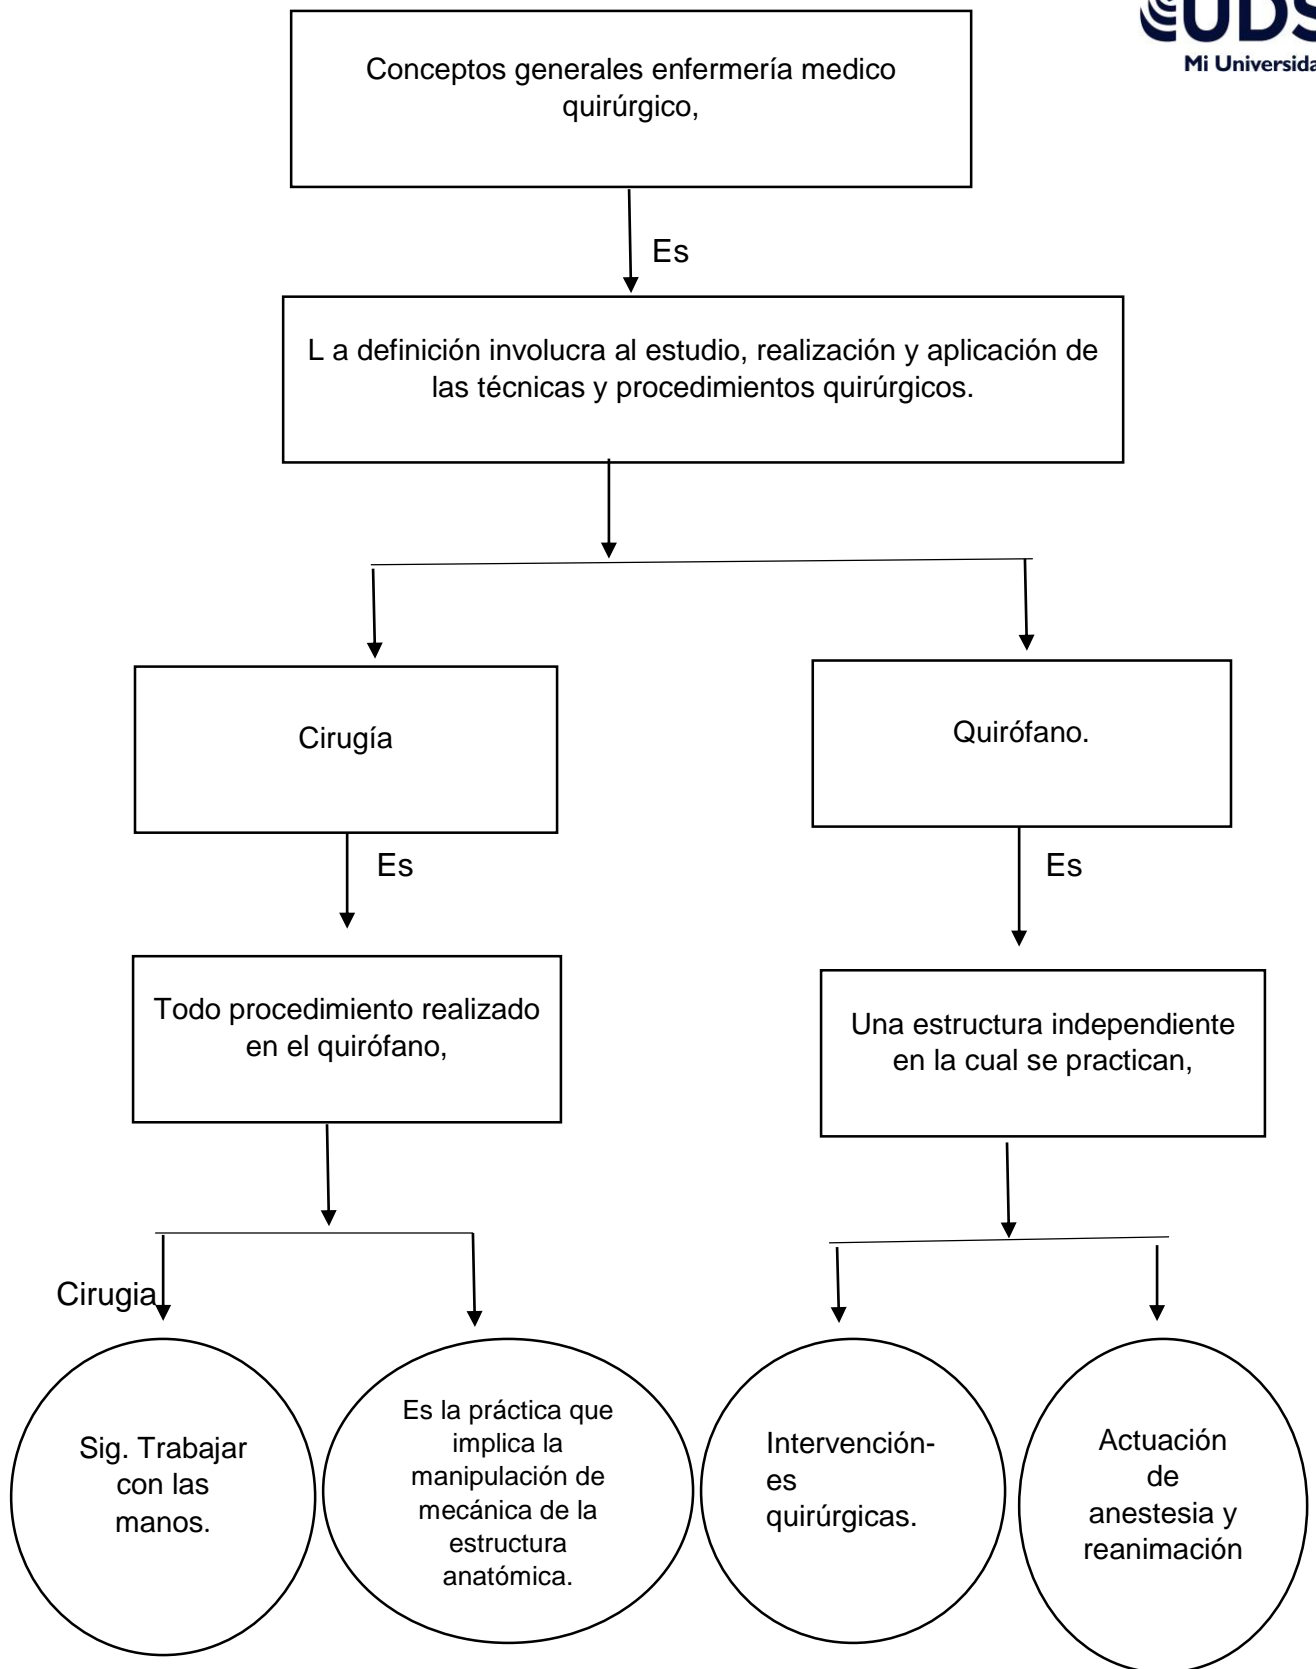 UDS
Mi Universida
Conceptos generales enfermería medico
quirúrgico,
Es
L a definición involucra al estudio, realización y aplicación de
las técnicas y procedimientos quirúrgicos.
Cirugía
Quirófano.
Es
Es
Todo procedimiento realizado
en el quirófano,
Una estructura independiente
en la cual se practican,
Cirugia
Sig. Trabajar
con las
manos.
Es la práctica que
implica la
manipulación de
mecánica de la
estructura
anatómica.
Intervención-
es
quirúrgicas.
Actuación
de
anestesia y
reanimación